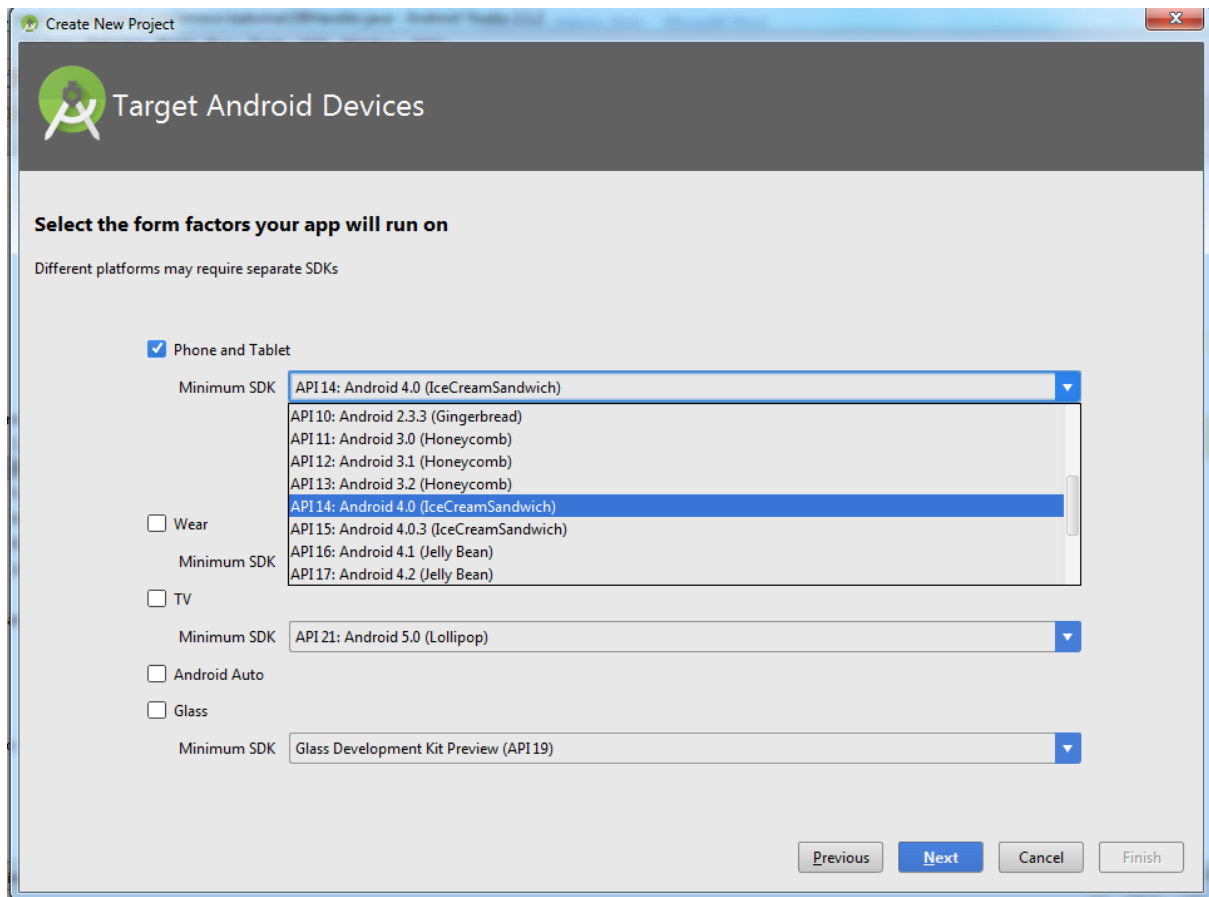 Create New Project
Target Android Devices
Select the form factors your app will run on
Different platforms may require separate SDKs
Phone and Tablet
Minimum SDK API 14: Android 4.0 (IceCreamSandwich)
API 10: Android 2.3.3 (Gingerbread)
API 11: Android 3.0 (Honeycomb)
API 12: Android 3.1 (Honeycomb)
API 13: Android 3.2 (Honeycomb)
API 14: Android 4.0 (IceCreamSandwich)
API 15: Android 4.0.3 (IceCreamSandwich)
Wear
API 16: Android 4.1 (Jelly Bean)
Minimum SDK
API 17: Android 4.2 (Jelly Bean)
TV
Minimum SDK API 21: Android 5.0 (Lollipop)
Android Auto
Glass
Minimum SDK Glass Development Kit Preview (API 19)
Previous Next Cancel Finish